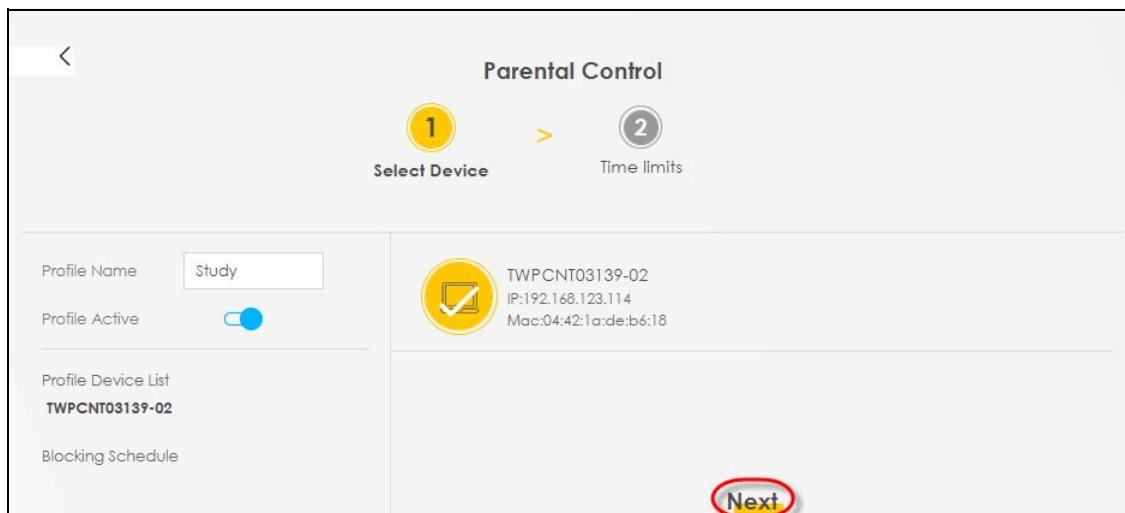 Parental Control
1 > 2
Select Device Time limits
Profile Name Study
Profile Active
Profile Device List
TWPCNT03139-02
Blocking Schedule
TWPCNT03139-02
IP:192.168.123.114
Mac:04:42:1a:de:b6:18
Next